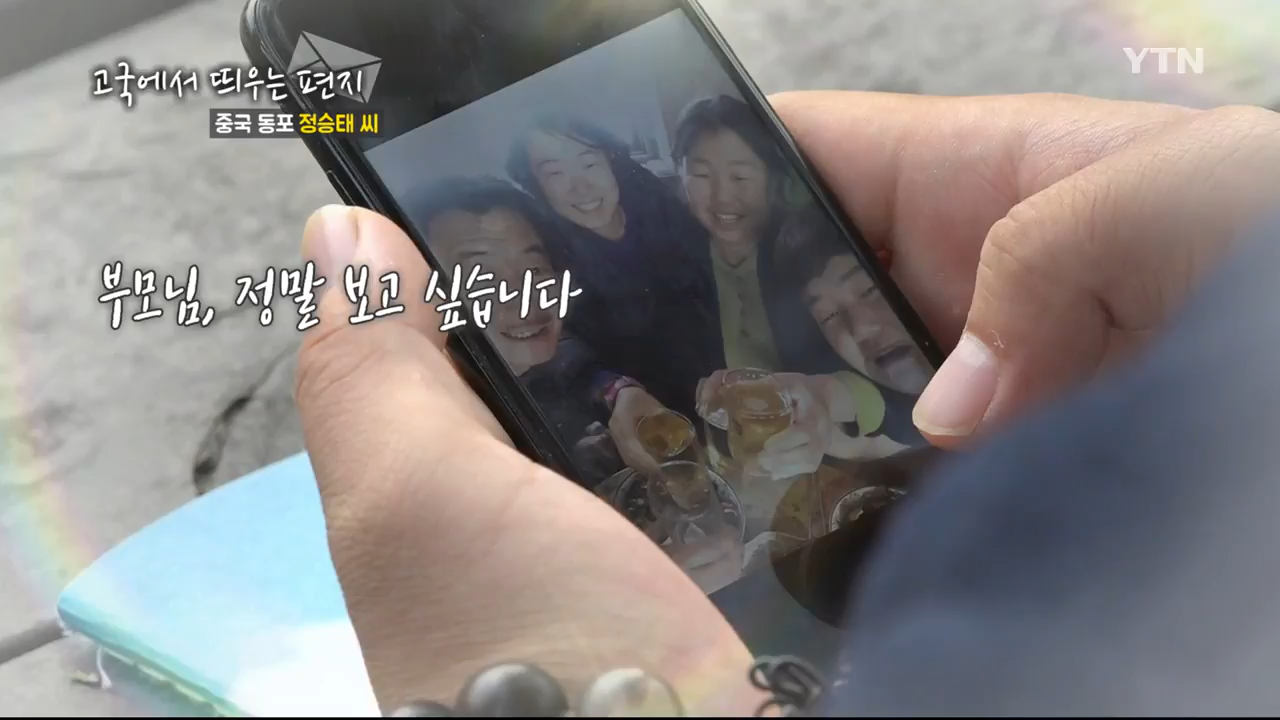 YTN
고국에서 띄우는 편지
중국 동포 정승태 씨
부모님, 정말 보고 싶습니다